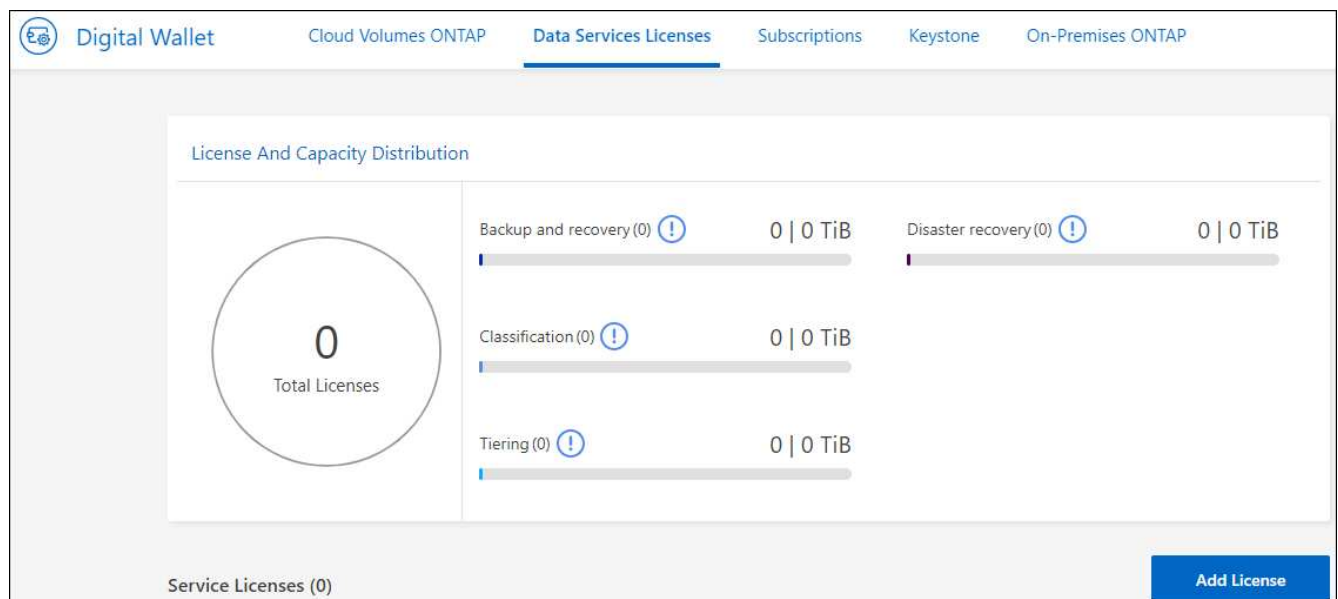 Digital Wallet Cloud Volumes ONTAP Data Services Licenses Subscriptions Keystone On-Premises ONTAP
License And Capacity Distribution
Backup and recovery (0) 0 | 0 TiB Disaster recovery (0) 0 | 0 TiB
0
Total Licenses
Classification (0) 0 | 0 TiB
Tiering (0) 0 | 0 TiB
Service Licenses (0) Add License